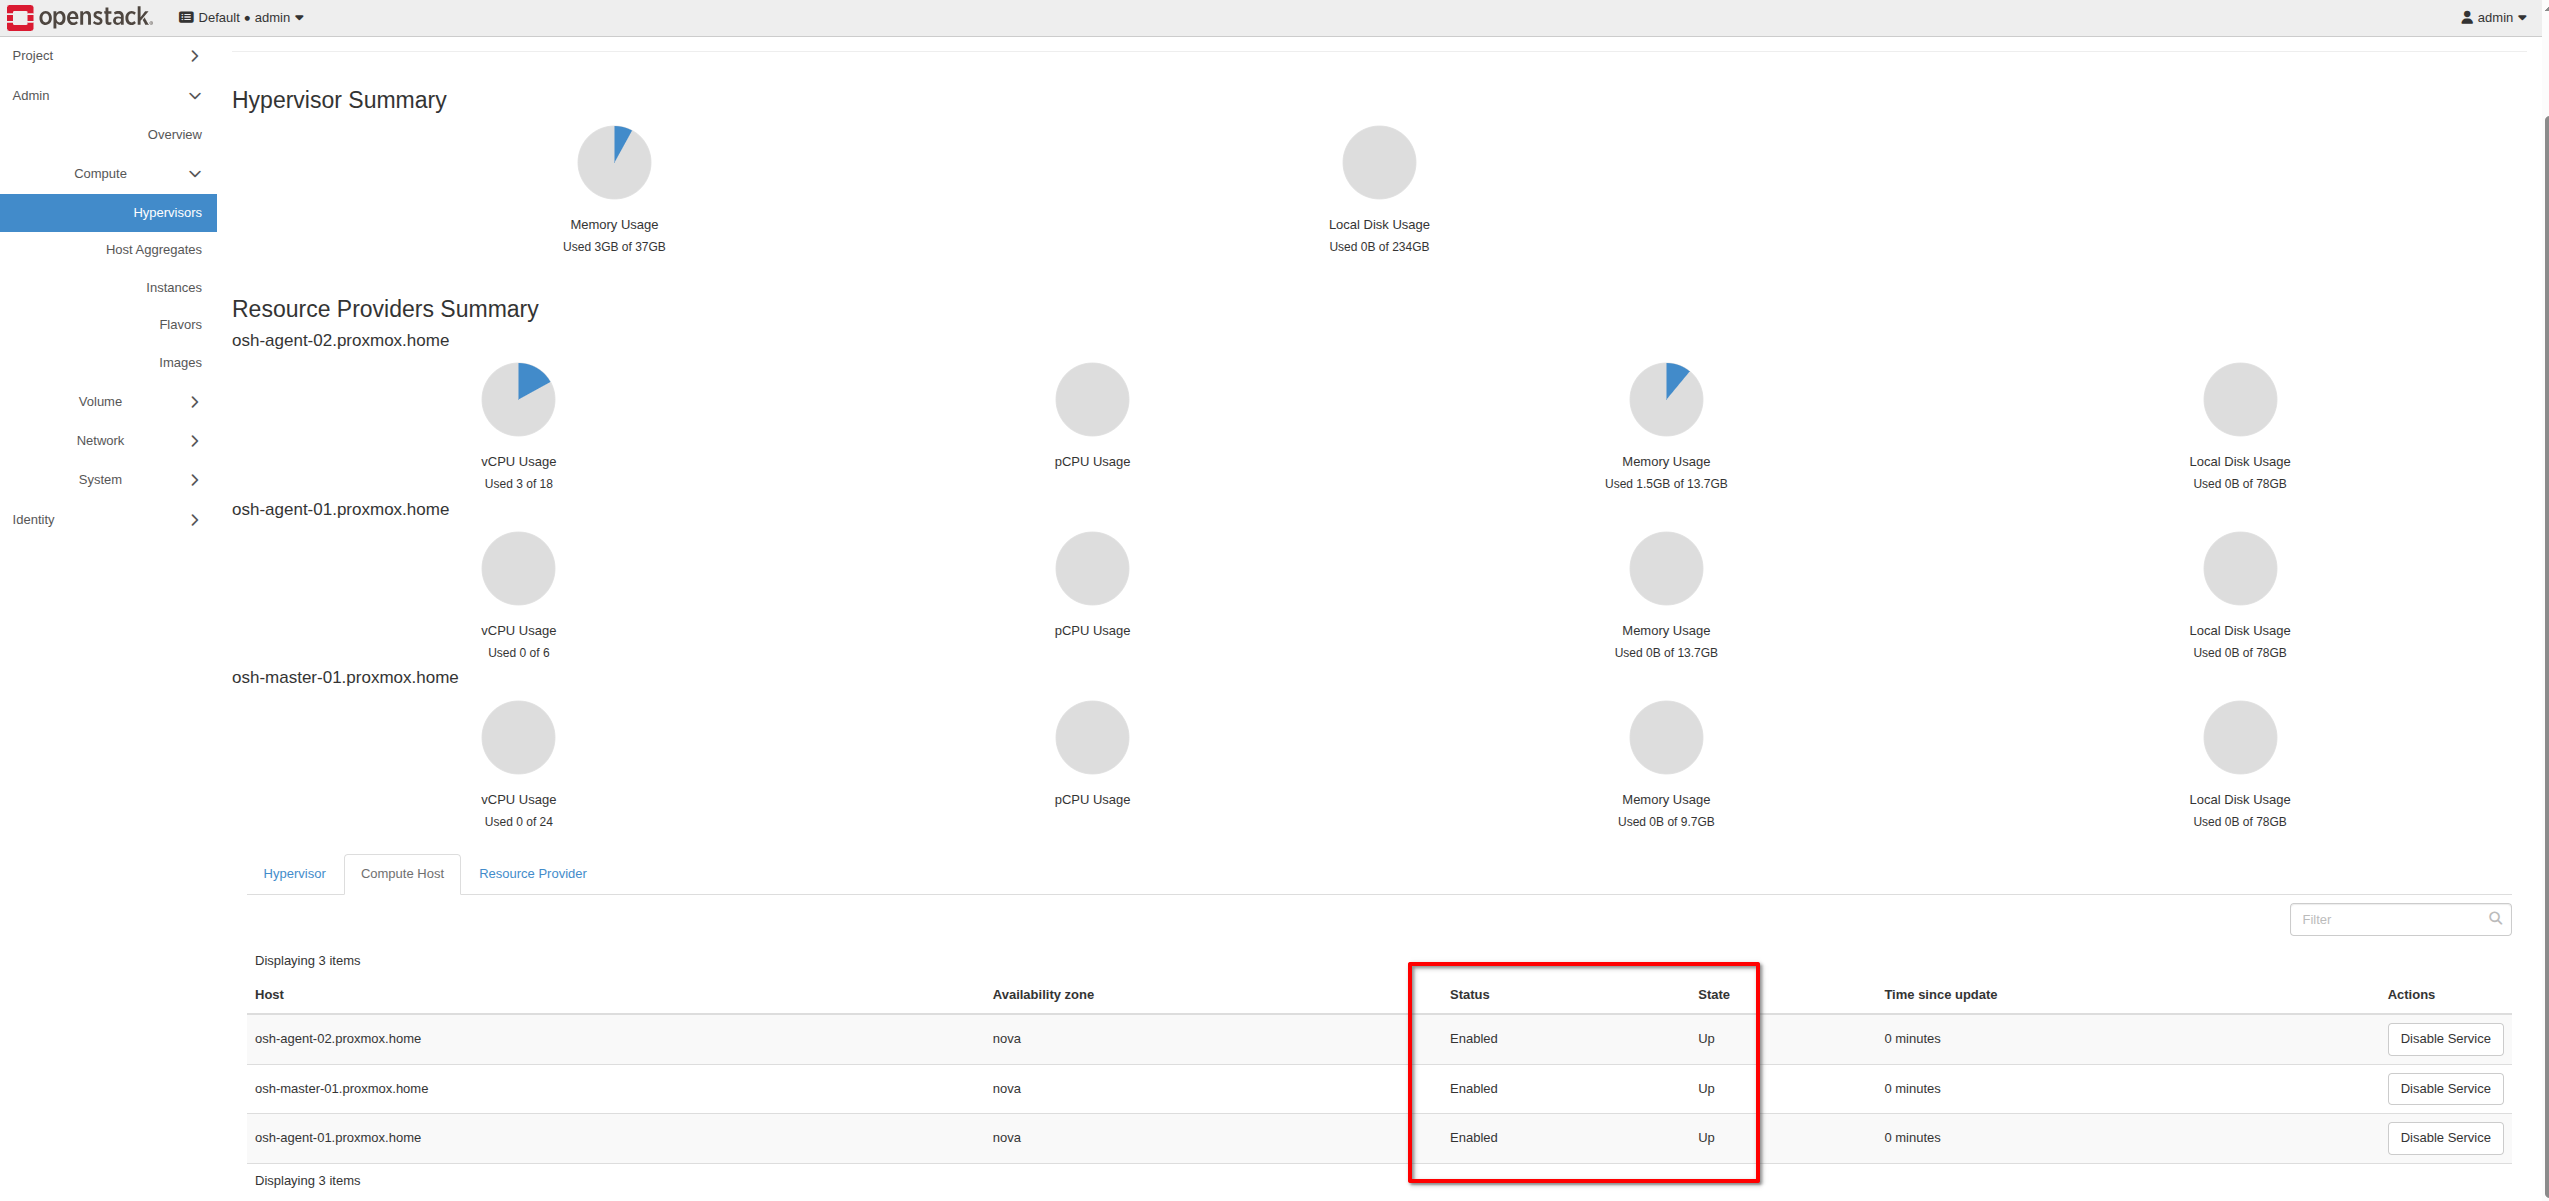 openstack. Default ● admin admin
Project
Admin
Overview
Compute
Hypervisors
Host Aggregates
Instances
Flavors
Images
Volume
Network
System
Identity
Hypervisor Summary
Memory Usage Local Disk Usage
Used 3GB of 37GB Used 0B of 234GB
Resource Providers Summary
osh-agent-02.proxmox.home
vCPU Usage pCPU Usage Memory Usage Local Disk Usage
Used 3 of 18 Used 1.5GB of 13.7GB Used 0B of 78GB
osh-agent-01.proxmox.home
vCPU Usage pCPU Usage Memory Usage Local Disk Usage
Used 0 of 6 Used 0B of 13.7GB Used 0B of 78GB
osh-master-01.proxmox.home
vCPU Usage pCPU Usage Memory Usage Local Disk Usage
Used 0 of 24 Used 0B of 9.7GB Used 0B of 78GB
Hypervisor Compute Host Resource Provider
Filter
Displaying 3 items
Host Availability zone Status State Time since update Actions
osh-agent-02.proxmox.home nova Enabled Up 0 minutes Disable Service
osh-master-01.proxmox.home nova Enabled Up 0 minutes Disable Service
osh-agent-01.proxmox.home nova Enabled Up 0 minutes Disable Service
Displaying 3 items